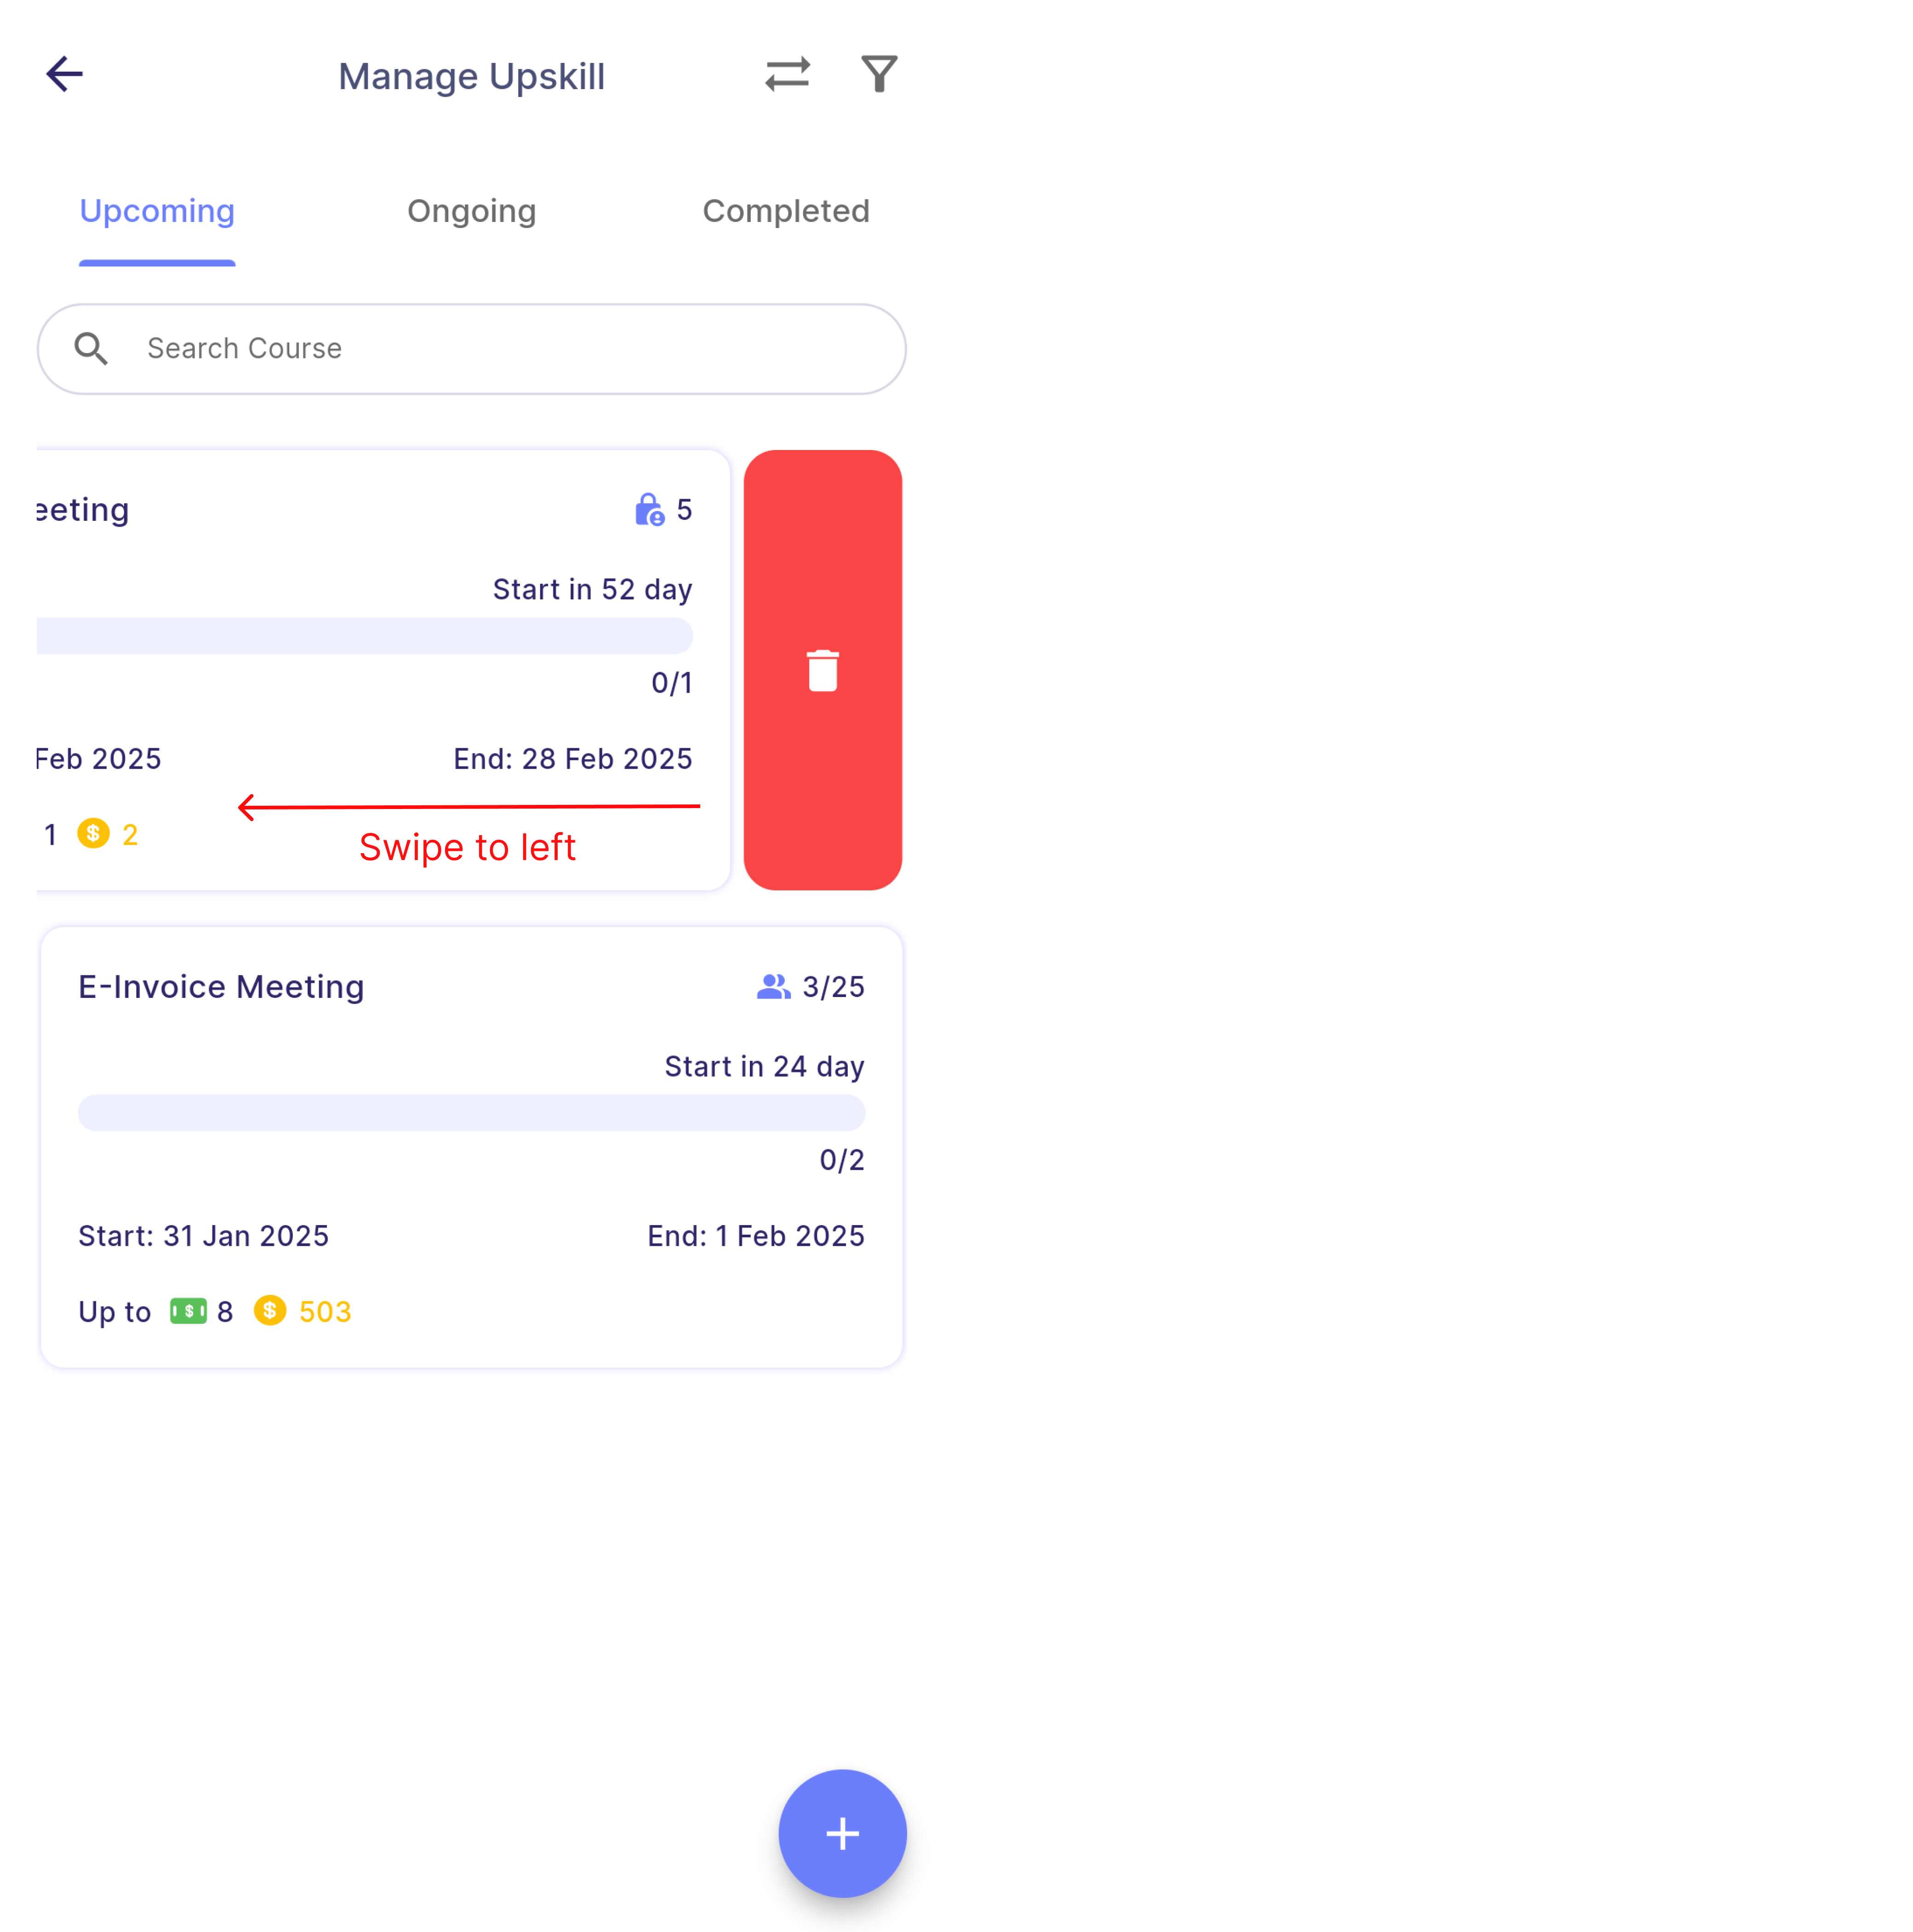 Manage Upskill
Upcoming Ongoing Completed
Search Course
eeting 5
Start in 52 day
0/1
Feb 2025 End: 28 Feb 2025
1 $ 2
Swipe to left
E-Invoice Meeting 3/25
Start in 24 day
0/2
Start: 31 Jan 2025 End: 1 Feb 2025
Up to $ 8 $ 503